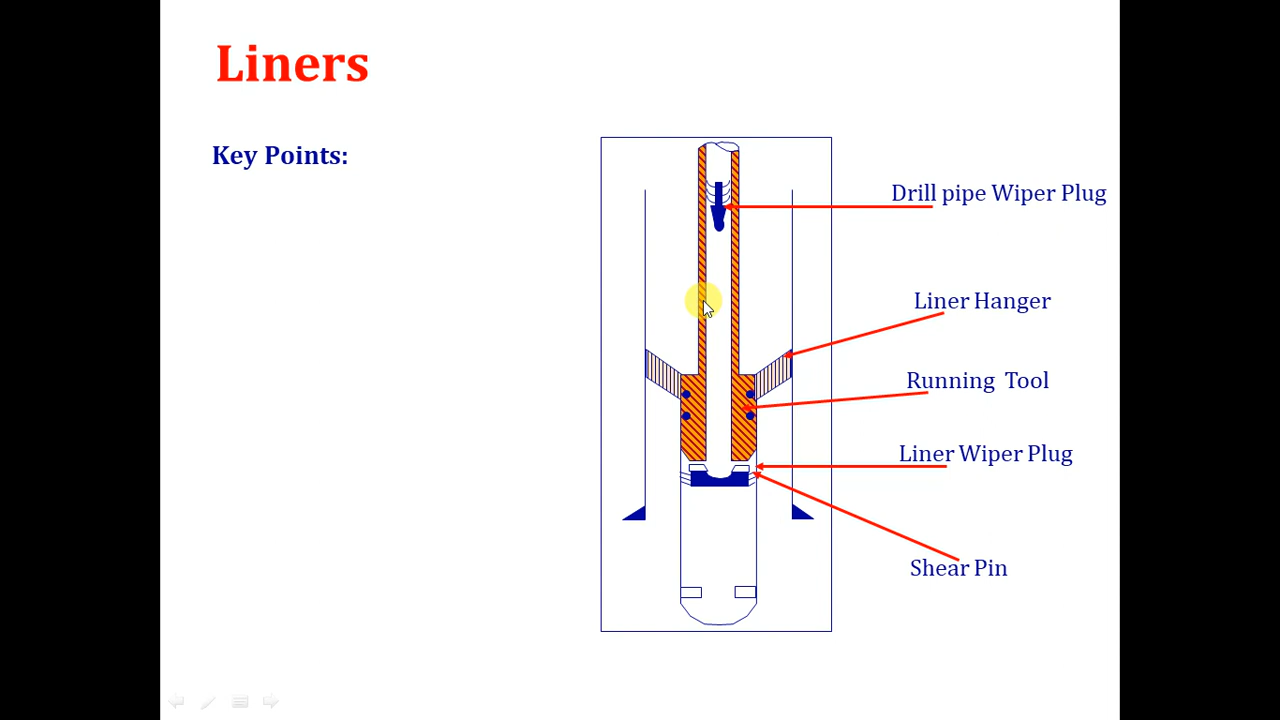 Liners
Key Points:
Drill pipe Wiper Plug
Liner Hanger
Running Tool
Liner Wiper Plug
Shear Pin